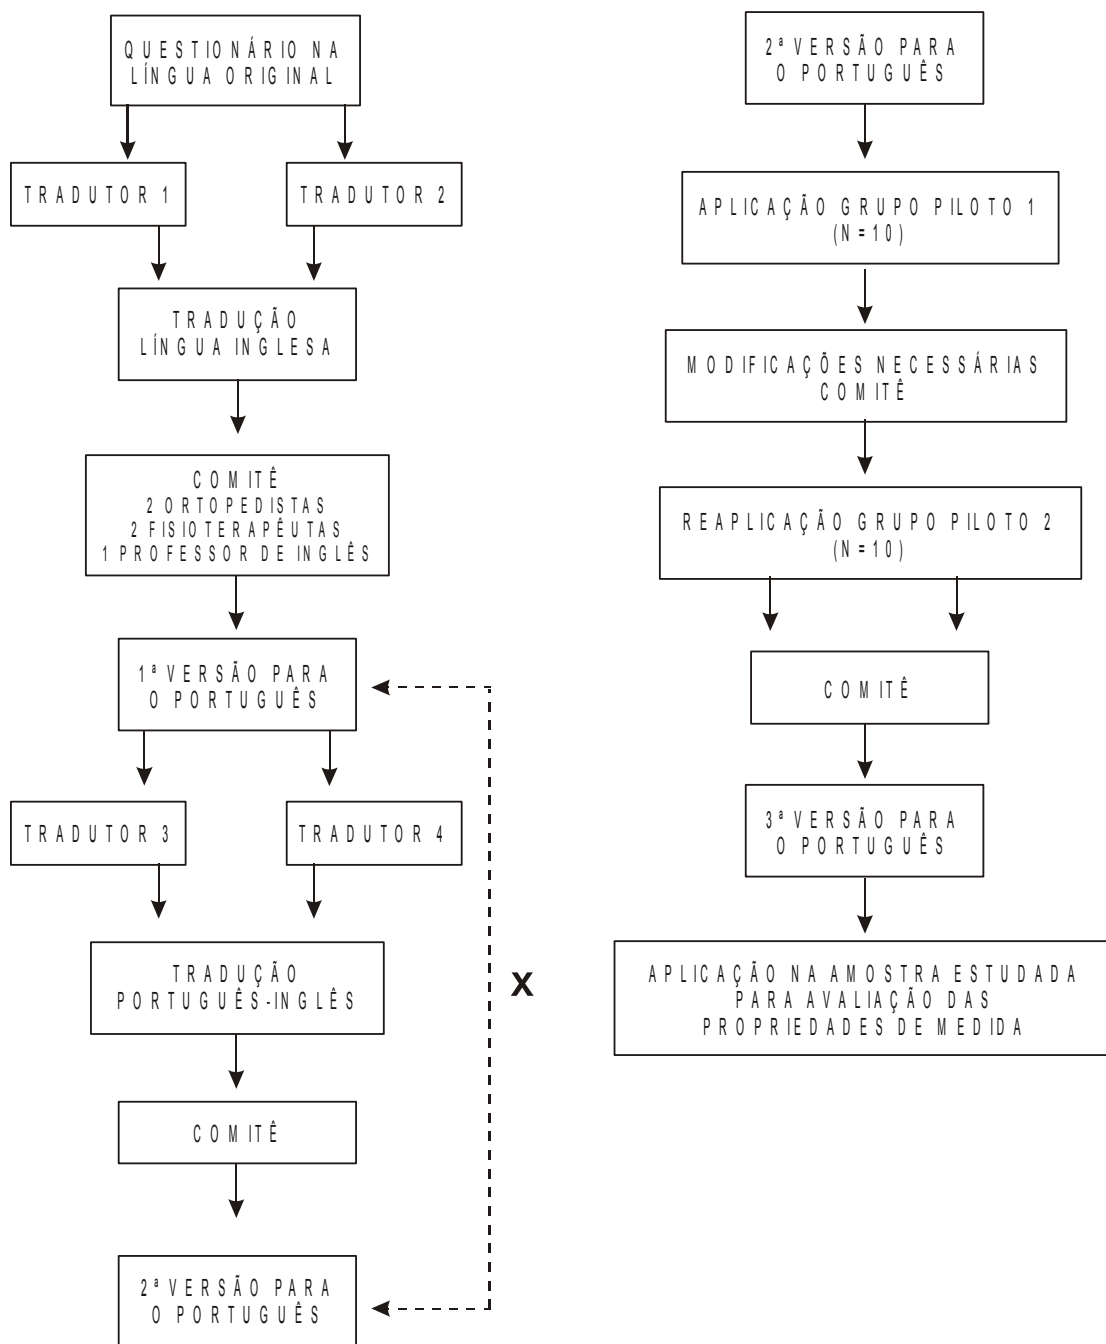 QUESTIONÁRIO NA
LÍNGUA ORIGINAL
TRADUTOR 1
TRADUTOR 2
TRADUÇÃO
LÍNGUA INGLESA
COMITÊ
2 ORTOPEDISTAS
2 FISIOTERAPÊUTAS
1 PROFESSOR DE INGLÊS
1ª VERSÃO PARA
O PORTUGUÊS
TRADUTOR 3
TRADUTOR 4
TRADUÇÃO
PORTUGUÊS-INGLÊS
COMITÊ
2ª VERSÃO PARA
O PORTUGUÊS
X
2ª VERSÃO PARA
O PORTUGUÊS
APLICAÇÃO GRUPO PILOTO 1
(N=10)
MODIFICAÇÕES NECESSÁRIAS
COMITÊ
REAPLICAÇÃO GRUPO PILOTO 2
(N=10)
COMITÊ
3ª VERSÃO PARA
O PORTUGUÊS
APLICAÇÃO NA AMOSTRA ESTUDADA
PARA AVALIAÇÃO DAS
PROPRIEDADES DE MEDIDA